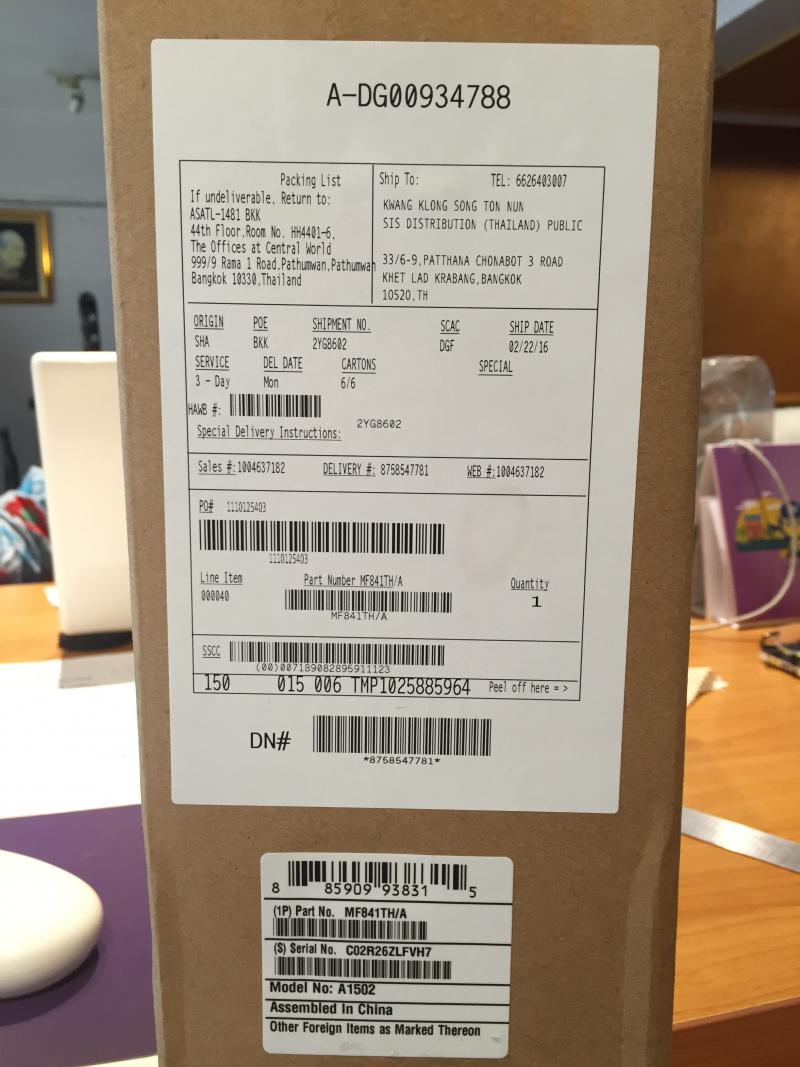 A-DG00934788
Packing List
If undeliverable, Return to:
ASATL-1481 BKK
44th Floor,Room No. HH4401-6,
The Offices at Central World
999/9 Rama 1 Road,Pathumwan,Pathumwan
Bangkok 10330,Thailand
Ship To: TEL: 6626403007
KWANG KLONG SONG TON NUN
SIS DISTRIBUTION (THAILAND) PUBLIC
33/6-9,PATTHANA CHONABOT 3 ROAD
KHET LAD KRABANG,BANGKOK
10520,TH
ORIGIN POE SHIPMENT NO. SCAC SHIP DATE
SHA BKK 2YG8602 DGF 02/22/16
SERVICE DEL DATE CARTONS SPECIAL
3 - Day Mon 6/6
HAWB #:
2YG8602
Special Delivery Instructions:
Sales #:1004637182 DELIVERY #: 8758547781 WEB #:1004637182
PO# 1110125403
1110125403
Line Item Part Number MF841TH/A Quantity
000040 1
MF841TH/A
SSCC
(00)007189082895911123
150 015 006 TMP1025885964 Peel off here = >
DN#
*8758547781*
8 85909 93831 5
(1P) Part No. MF841TH/A
(S) Serial No. C02R26ZLFVH7
Model No: A1502
Assembled In China
Other Foreign Items as Marked Thereon